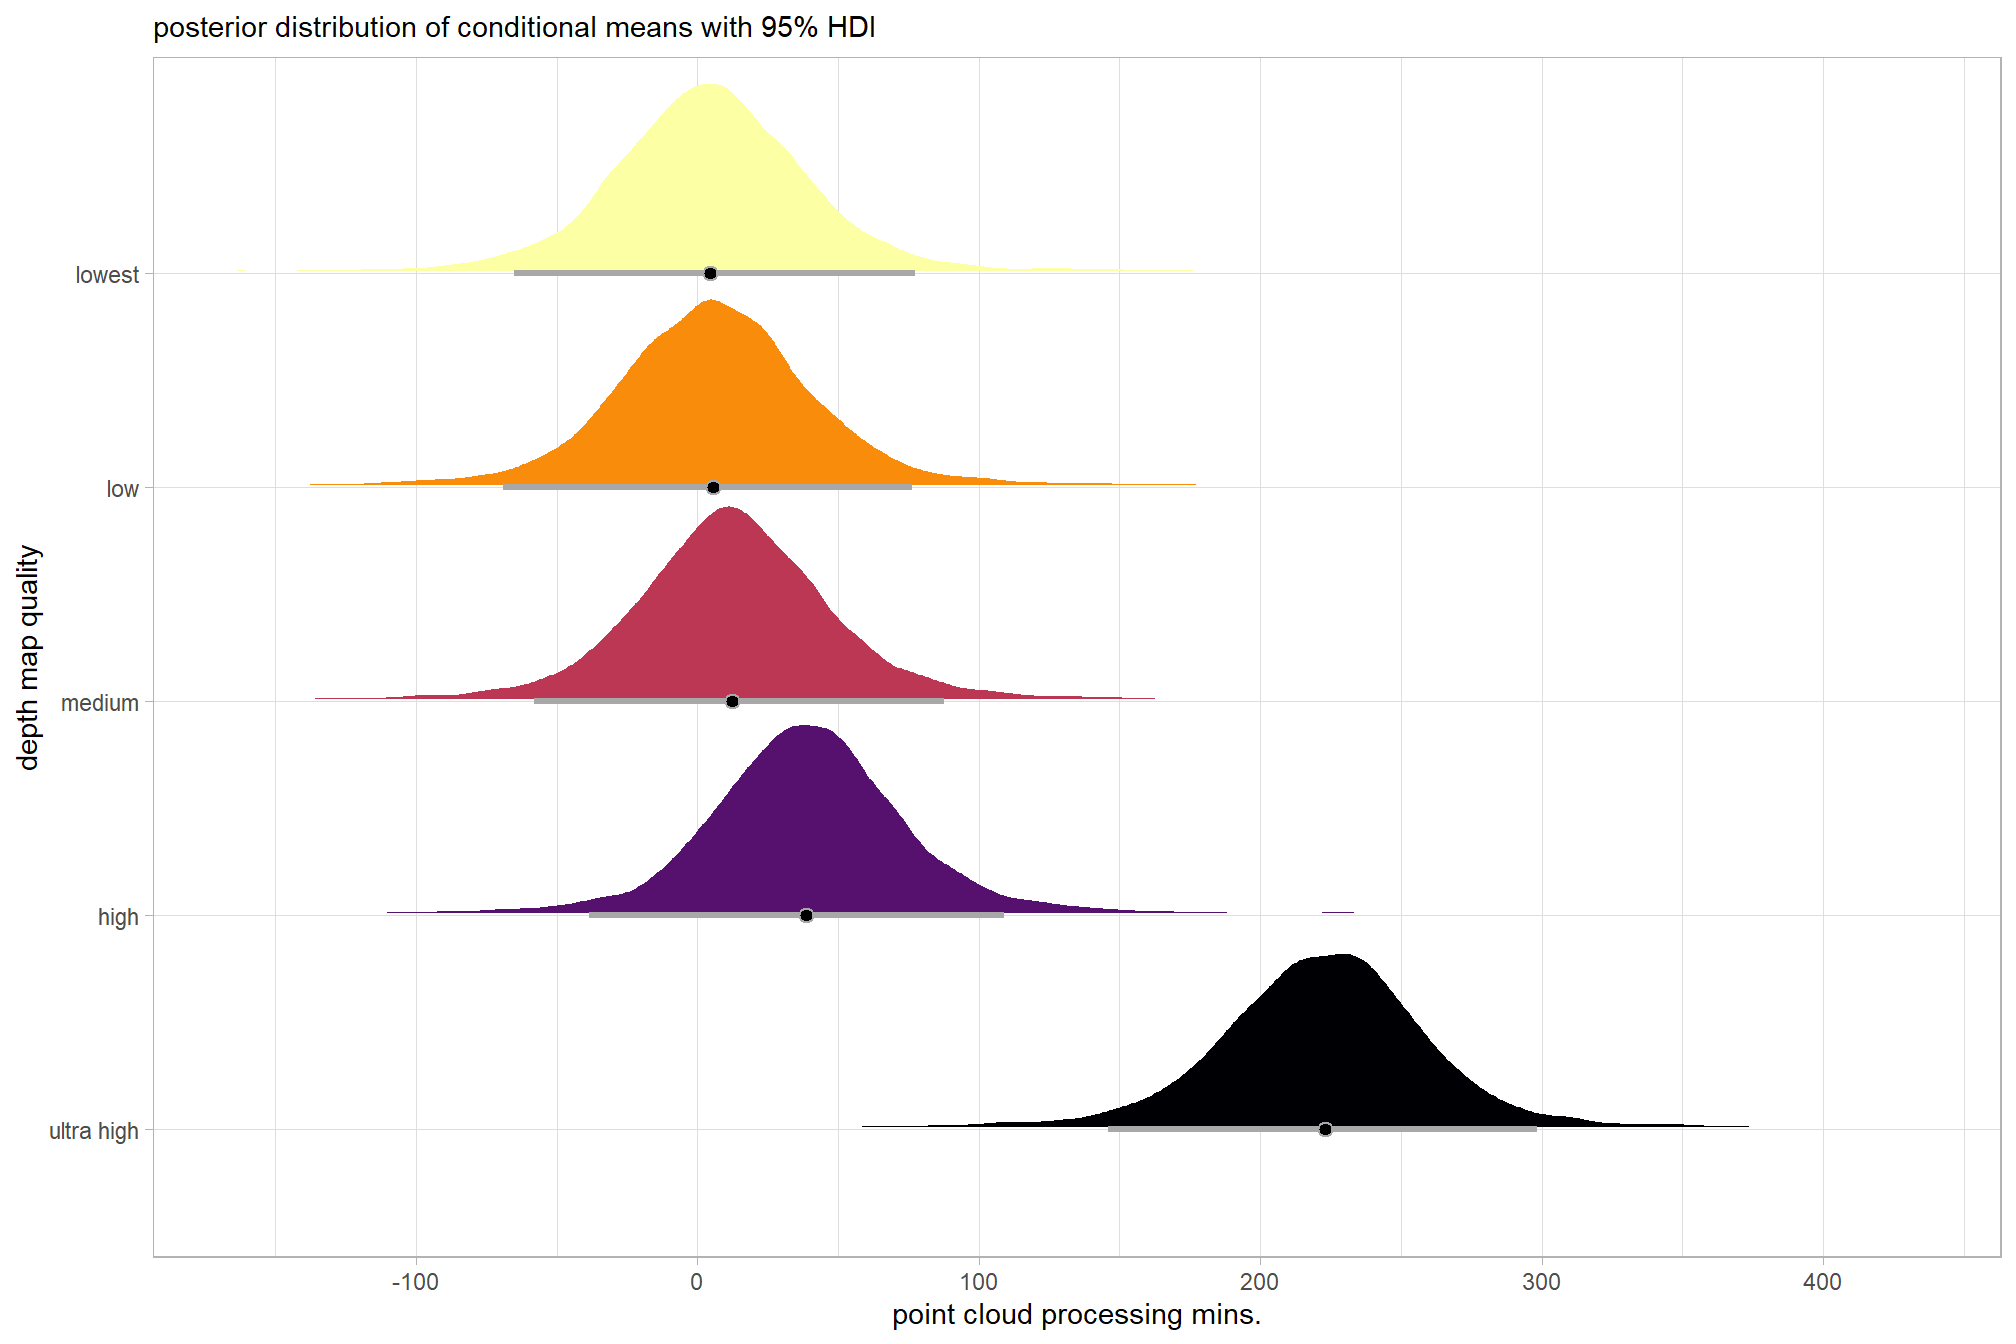 posterior distribution of conditional means with 95% HDI
depth map quality
lowest
low
medium
high
ultra high
-100 0 100 200 300 400
point cloud processing mins.